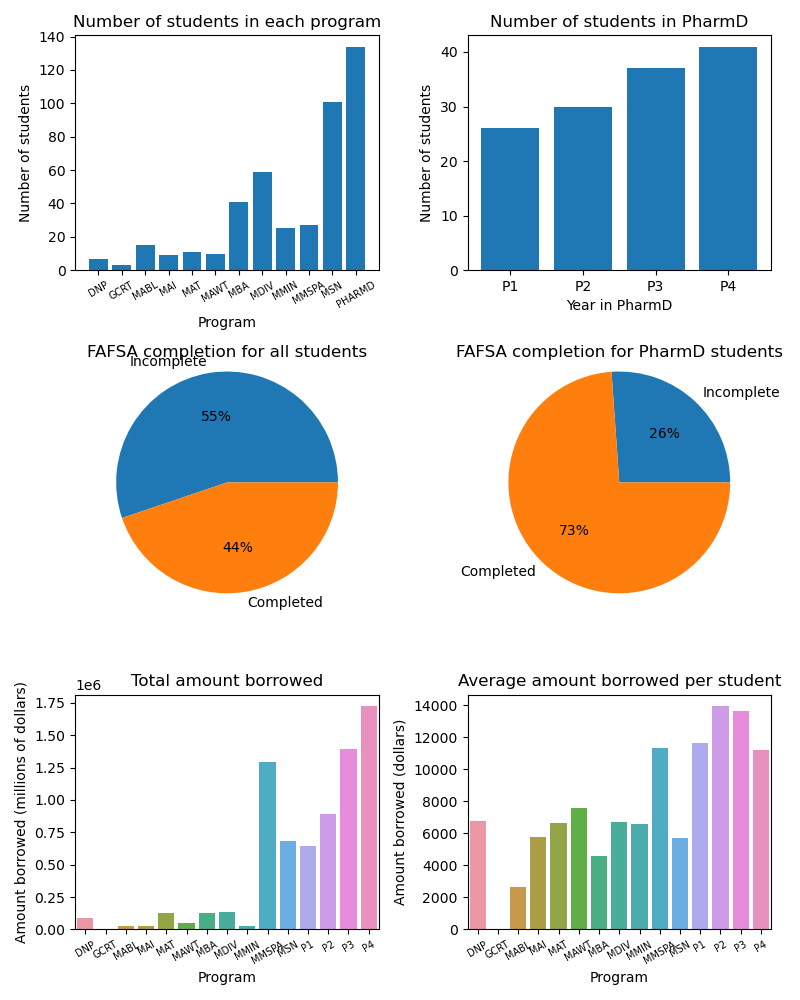 Number of students in each program
Number of students
140
120
100
80
60
40
20
0
DNP GCRT MABL MAI MAT MAWT MBA MDIV MMIN MMSPA MSN PHARMD
Program
Number of students in PharmD
Number of students
40
30
20
10
0
P1 P2 P3 P4
Year in PharmD
FAFSA completion for all students
Incomplete
55%
44%
Completed
FAFSA completion for PharmD students
Incomplete
26%
73%
Completed
Total amount borrowed
1e6
Amount borrowed (millions of dollars)
1.75
1.50
1.25
1.00
0.75
0.50
0.25
0.00
DNP GCRT MABL MAI MAT MAWT MBA MDIV MMIN MMSPA MSN P1 P2 P3 P4
Program
Average amount borrowed per student
Amount borrowed (dollars)
14000
12000
10000
8000
6000
4000
2000
0
DNP GCRT MABL MAI MAT MAWT MBA MDIV MMIN MMSPA MSN P1 P2 P3 P4
Program